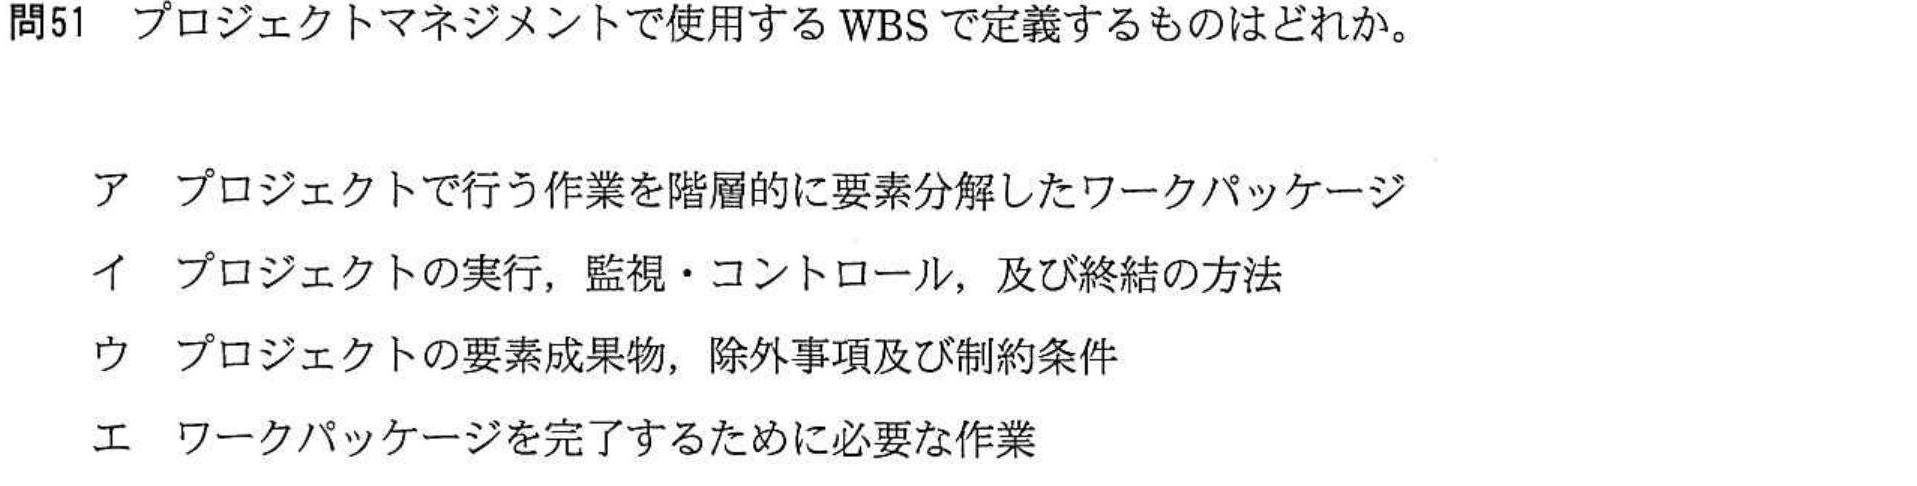 問51 プロジェクトマネジメントで使用する WBS で定義するものはどれか。
ア プロジェクトで行う作業を階層的に要素分解したワークパッケージ
イ プロジェクトの実行，監視・コントロール，及び終結の方法
ウ プロジェクトの要素成果物，除外事項及び制約条件
エ ワークパッケージを完了するために必要な作業